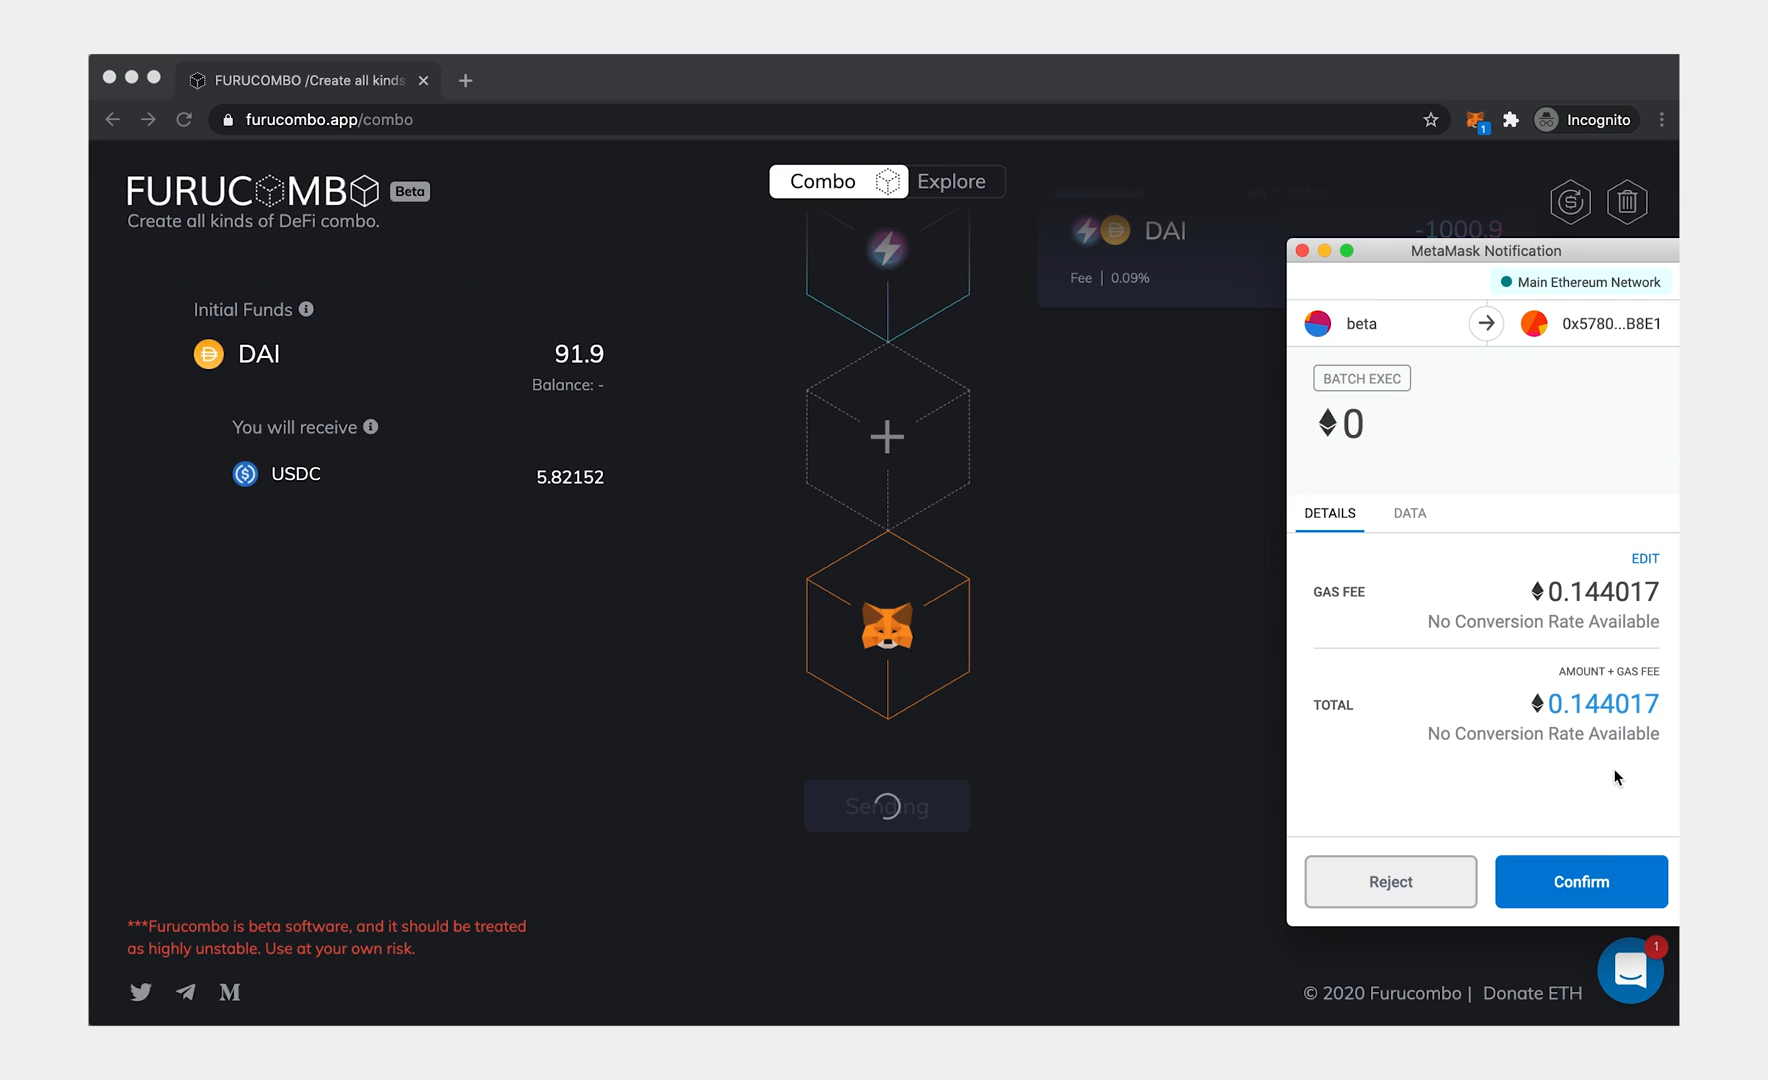 FURUCOMBO /Create all kinds
furucombo.app/combo
1
Incognito
FURUCOMBO Beta
Create all kinds of DeFi combo.
Combo
Explore
Initial Funds
DAI 91.9
Balance: -
You will receive
USDC 5.82152
DAI -1000.9
Fee | 0.09%
Sending
MetaMask Notification
Main Ethereum Network
beta
0x5780...B8E1
BATCH EXEC
0
DETAILS DATA
EDIT
GAS FEE 0.144017
No Conversion Rate Available
AMOUNT + GAS FEE
TOTAL 0.144017
No Conversion Rate Available
Reject Confirm
***Furucombo is beta software, and it should be treated
as highly unstable. Use at your own risk.
© 2020 Furucombo | Donate ETH
1